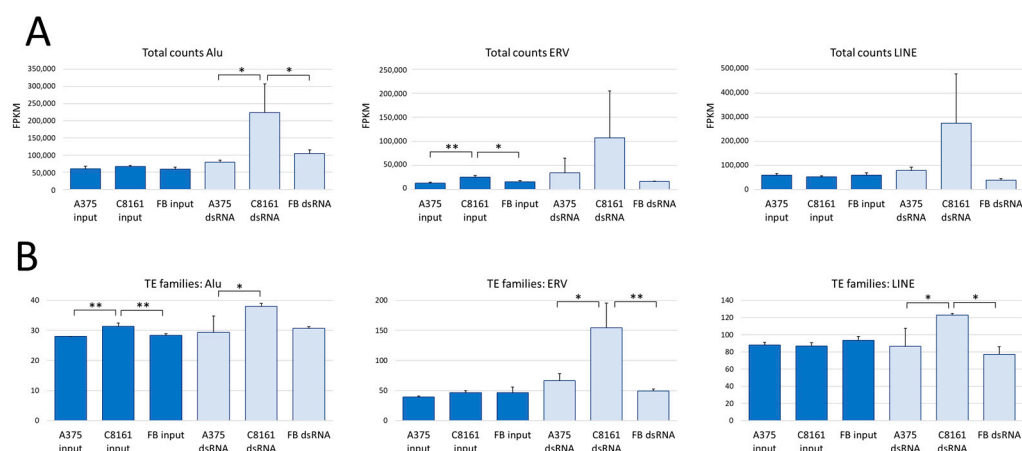 A
Total counts Alu
Total counts ERV
Total counts LINE
FPKM
350,000
300,000
250,000
200,000
150,000
100,000
50,000
0
* *
A375 input
C8161 input
FB input
A375 dsRNA
C8161 dsRNA
FB dsRNA
FPKM
250,000
200,000
150,000
100,000
50,000
0
** *
A375 input
C8161 input
FB input
A375 dsRNA
C8161 dsRNA
FB dsRNA
FPKM
500,000
400,000
300,000
200,000
100,000
0
A375 input
C8161 input
FB input
A375 dsRNA
C8161 dsRNA
FB dsRNA
B
TE families: Alu
TE families: ERV
TE families: LINE
40
30
20
10
0
** ** *
A375 input
C8161 input
FB input
A375 dsRNA
C8161 dsRNA
FB dsRNA
200
150
100
50
0
* **
A375 input
C8161 input
FB input
A375 dsRNA
C8161 dsRNA
FB dsRNA
140
120
100
80
60
40
20
0
* *
A375 input
C8161 input
FB input
A375 dsRNA
C8161 dsRNA
FB dsRNA